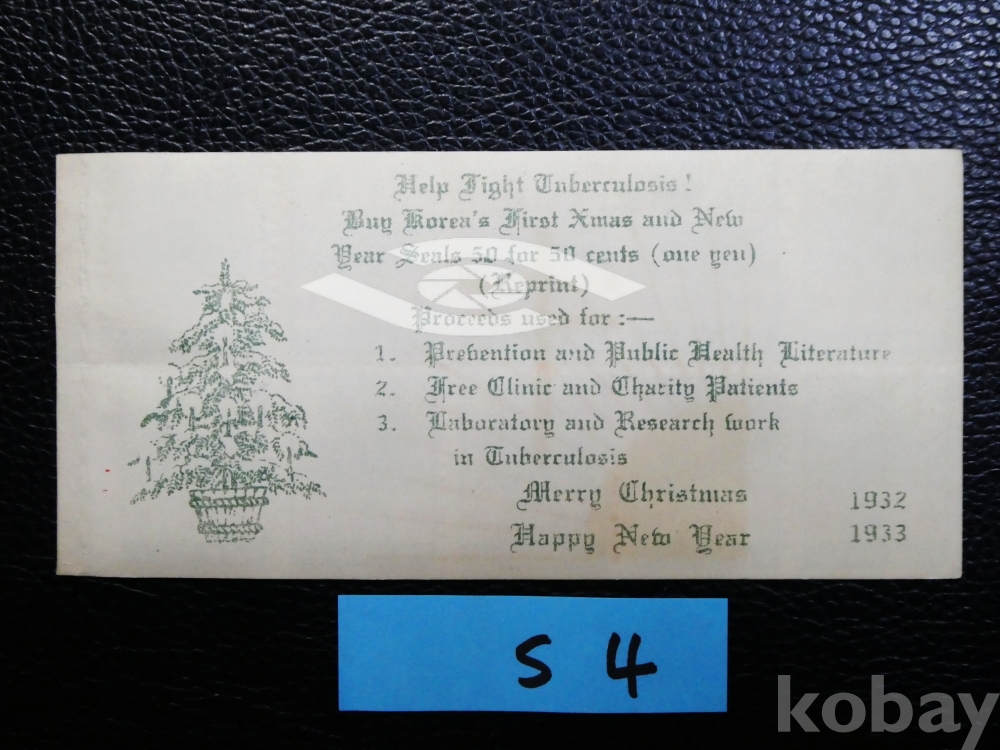 Help Fight Tuberculosis!
Buy Korea's First Xmas and New
Year Seals 50 for 50 cents (one yen)
(Reprint)
Proceeds used for :—
1. Prevention and Public Health Literature
2. Free Clinic and Charity Patients
3. Laboratory and Research work
in Tuberculosis
Merry Christmas 1932
Happy New Year 1933
S 4
kobay